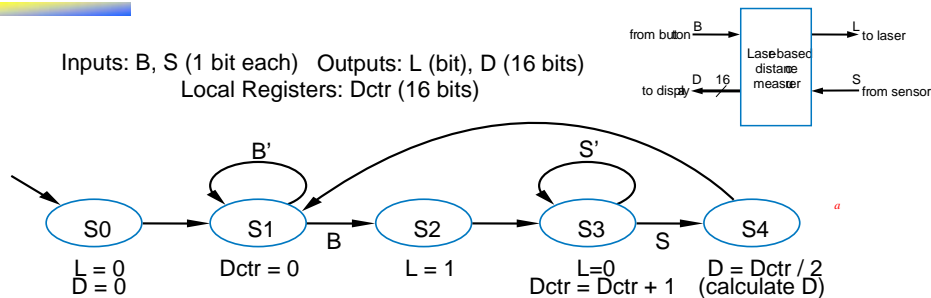 Inputs: B, S (1 bit each) Outputs: L (bit), D (16 bits)
Local Registers: Dctr (16 bits)
from button B
L to laser
Laser-based
distance
measurer
to display D 16
S from sensor
B'
S'
S0
S1
B
S2
S3
S
S4
a
L = 0
D = 0
Dctr = 0
L = 1
L=0
Dctr = Dctr + 1
D = Dctr / 2
(calculate D)